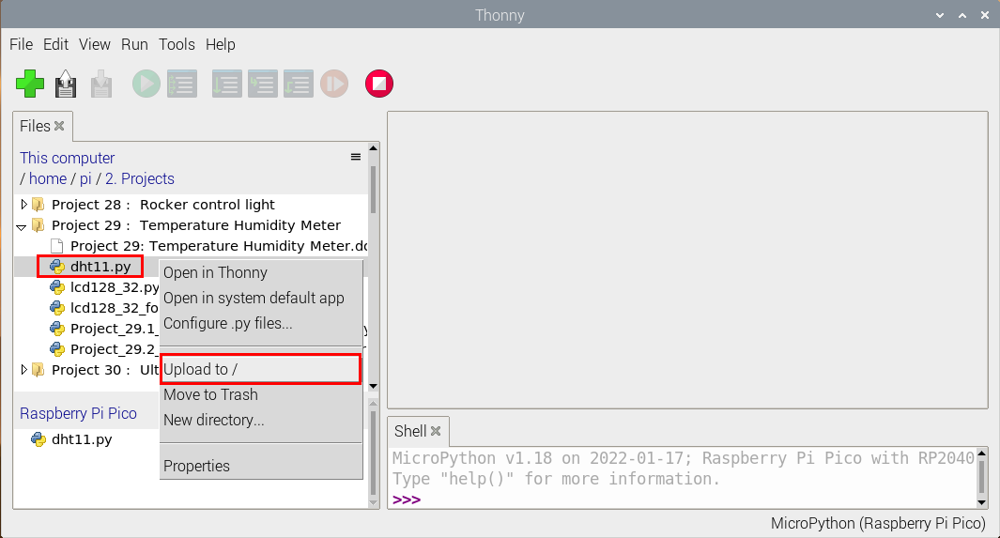 Thonny
File Edit View Run Tools Help
Files
This computer
/ home / pi / 2. Projects
Project 28 : Rocker control light
Project 29 : Temperature Humidity Meter
Project 29: Temperature Humidity Meter.do
dht11.py
lcd128_32.py
lcd128_32_fo
Project_29.1_
Project_29.2_
Project 30 : Ult
Open in Thonny
Open in system default app
Configure .py files...
Upload to /
Move to Trash
New directory...
Properties
Raspberry Pi Pico
dht11.py
Shell
MicroPython v1.18 on 2022-01-17; Raspberry Pi Pico with RP2040
Type "help()" for more information.
>>>
MicroPython (Raspberry Pi Pico)